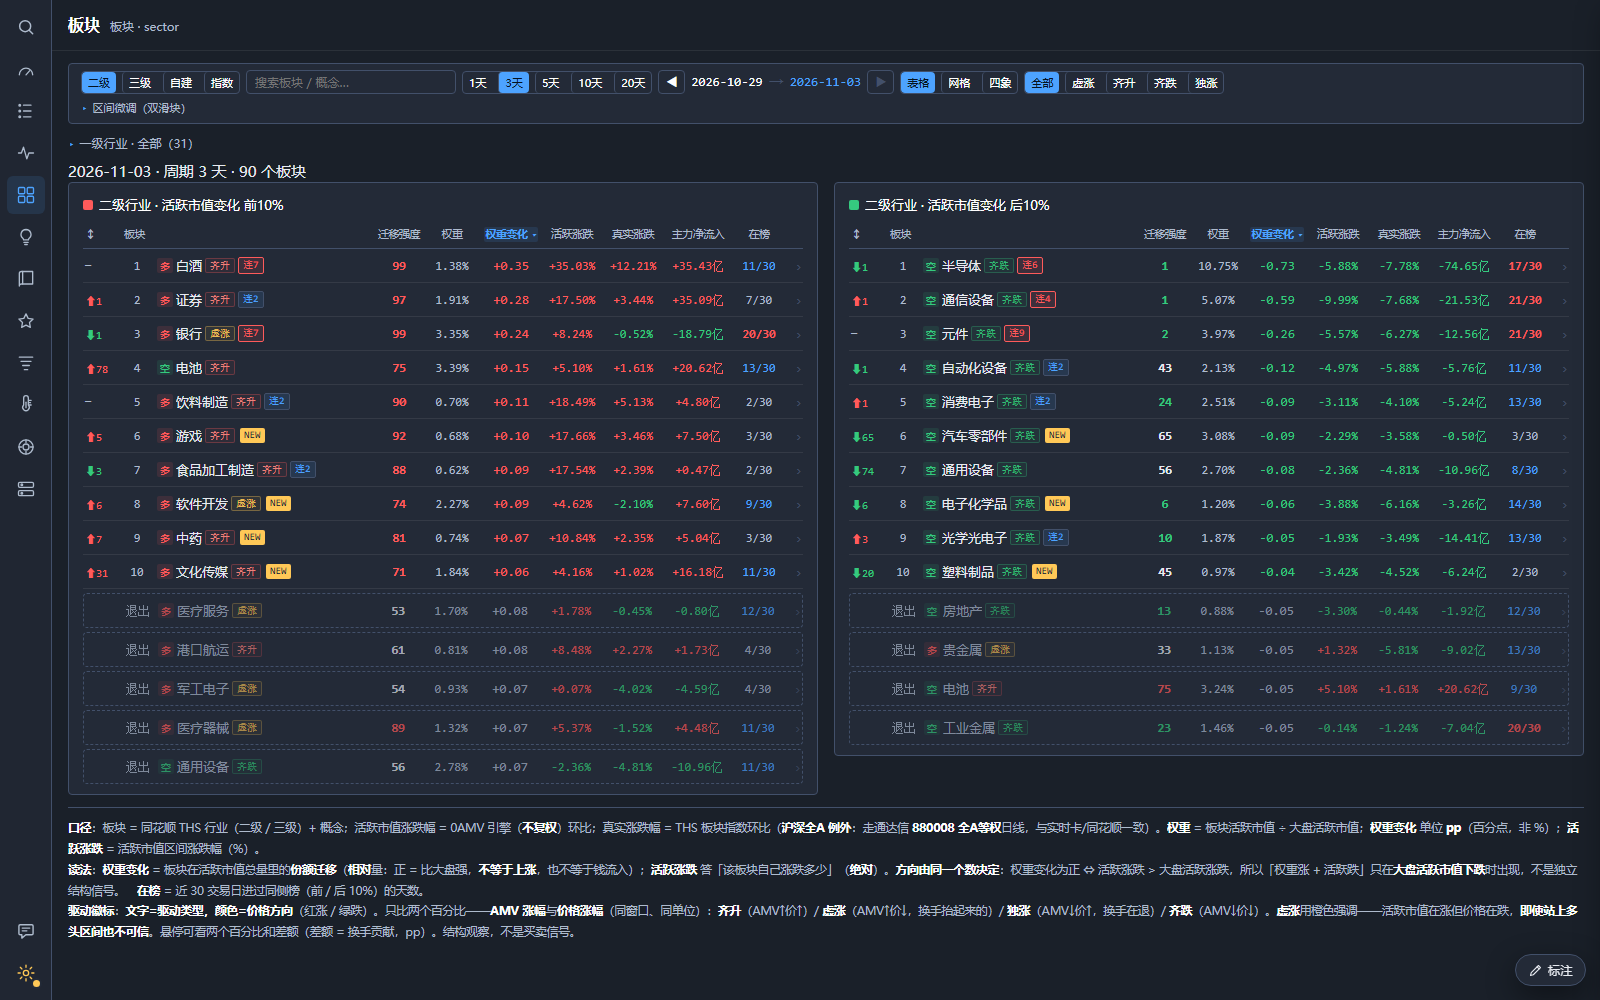 板块 板块 · sector
二级 三级 自建 指数 搜索板块 / 概念... 1天 3天 5天 10天 20天 ◀ 2026-10-29 → 2026-11-03 ▶ 表格 网格 四象 全部 虚涨 齐升 齐跌 独涨
▸ 区间微调（双滑块）
▸ 一级行业 · 全部（31）
2026-11-03 · 周期 3 天 · 90 个板块
二级行业 · 活跃市值变化 前10%
↕ 板块 迁移强度 权重 权重变化 活跃涨跌 真实涨跌 主力净流入 在榜
— 1 多 白酒 齐升 连7 99 1.38% +0.35 +35.03% +12.21% +35.43亿 11/30 ›
⬆1 2 多 证券 齐升 连2 97 1.91% +0.28 +17.50% +3.44% +35.09亿 7/30 ›
⬇1 3 多 银行 虚涨 连7 99 3.35% +0.24 +8.24% -0.52% -18.79亿 20/30 ›
⬆78 4 空 电池 齐升 75 3.39% +0.15 +5.10% +1.61% +20.62亿 13/30 ›
— 5 多 饮料制造 齐升 连2 90 0.70% +0.11 +18.49% +5.13% +4.80亿 2/30 ›
⬆5 6 多 游戏 齐升 NEW 92 0.68% +0.10 +17.66% +3.46% +7.50亿 3/30 ›
⬇3 7 多 食品加工制造 齐升 连2 88 0.62% +0.09 +17.54% +2.39% +0.47亿 2/30 ›
⬆6 8 多 软件开发 虚涨 NEW 74 2.27% +0.09 +4.62% -2.10% +7.60亿 9/30 ›
⬆7 9 多 中药 齐升 NEW 81 0.74% +0.07 +10.84% +2.35% +5.04亿 3/30 ›
⬆31 10 多 文化传媒 齐升 NEW 71 1.84% +0.06 +4.16% +1.02% +16.18亿 11/30 ›
退出 多 医疗服务 虚涨 53 1.70% +0.08 +1.78% -0.45% -0.80亿 12/30 ›
退出 多 港口航运 齐升 61 0.81% +0.08 +8.48% +2.27% +1.73亿 4/30 ›
退出 多 军工电子 虚涨 54 0.93% +0.07 +0.07% -4.02% -4.59亿 4/30 ›
退出 多 医疗器械 虚涨 89 1.32% +0.07 +5.37% -1.52% +4.48亿 11/30 ›
退出 空 通用设备 齐跌 56 2.78% +0.07 -2.36% -4.81% -10.96亿 11/30 ›
二级行业 · 活跃市值变化 后10%
↕ 板块 迁移强度 权重 权重变化 活跃涨跌 真实涨跌 主力净流入 在榜
⬇1 1 空 半导体 齐跌 连6 1 10.75% -0.73 -5.88% -7.78% -74.65亿 17/30 ›
⬆1 2 空 通信设备 齐跌 连4 1 5.07% -0.59 -9.99% -7.68% -21.53亿 21/30 ›
— 3 空 元件 齐跌 连9 2 3.97% -0.26 -5.57% -6.27% -12.56亿 21/30 ›
⬇1 4 空 自动化设备 齐跌 连2 43 2.13% -0.12 -4.97% -5.88% -5.76亿 11/30 ›
⬆1 5 空 消费电子 齐跌 连2 24 2.51% -0.09 -3.11% -4.10% -5.24亿 13/30 ›
⬇65 6 空 汽车零部件 齐跌 NEW 65 3.08% -0.09 -2.29% -3.58% -0.50亿 3/30 ›
⬇74 7 空 通用设备 齐跌 56 2.70% -0.08 -2.36% -4.81% -10.96亿 8/30 ›
⬇6 8 空 电子化学品 齐跌 NEW 6 1.20% -0.06 -3.88% -6.16% -3.26亿 14/30 ›
⬆3 9 空 光学光电子 齐跌 连2 10 1.87% -0.05 -1.93% -3.49% -14.41亿 13/30 ›
⬇20 10 空 塑料制品 齐跌 NEW 45 0.97% -0.04 -3.42% -4.52% -6.24亿 2/30 ›
退出 空 房地产 齐跌 13 0.88% -0.05 -3.30% -0.44% -1.92亿 12/30 ›
退出 多 贵金属 虚涨 33 1.13% -0.05 +1.32% -5.81% -9.02亿 13/30 ›
退出 空 电池 齐升 75 3.24% -0.05 +5.10% +1.61% +20.62亿 9/30 ›
退出 空 工业金属 齐跌 23 1.46% -0.05 -0.14% -1.24% -7.04亿 20/30 ›
口径：板块 = 同花顺 THS 行业（二级 / 三级）+ 概念；活跃市值涨跌幅 = 0AMV 引擎（不复权）环比；真实涨跌幅 = THS 板块指数环比（沪深全A 例外：走通达信 880008 全A等权日线，与实时卡/同花顺一致）。权重 = 板块活跃市值 ÷ 大盘活跃市值；权重变化 单位 pp（百分点，非 %）；活
跃涨跌 = 活跃市值区间涨跌幅（%）。
读法：权重变化 = 板块在活跃市值总量里的份额迁移（相对量：正 = 比大盘强，不等于上涨，也不等于钱流入）；活跃涨跌 答「该板块自己涨跌多少」（绝对）。方向由同一个数决定：权重变化为正 ⇔ 活跃涨跌 > 大盘活跃涨跌，所以「权重涨 + 活跃跌」只在大盘活跃市值下跌时出现，不是独立
结构信号。 在榜 = 近 30 交易日进过同侧榜（前 / 后 10%）的天数。
驱动徽标：文字=驱动类型，颜色=价格方向（红涨 / 绿跌）。只比两个百分比——AMV 涨幅与价格涨幅（同窗口、同单位）：齐升（AMV↑价↑）/ 虚涨（AMV↑价↓，换手抬起来的）/ 独涨（AMV↓价↑，换手在退）/ 齐跌（AMV↓价↓）。虚涨用橙色强调——活跃市值在涨但价格在跌，即使站上多
头区间也不可信。悬停可看两个百分比和差额（差额 = 换手贡献，pp）。结构观察，不是买卖信号。
标注